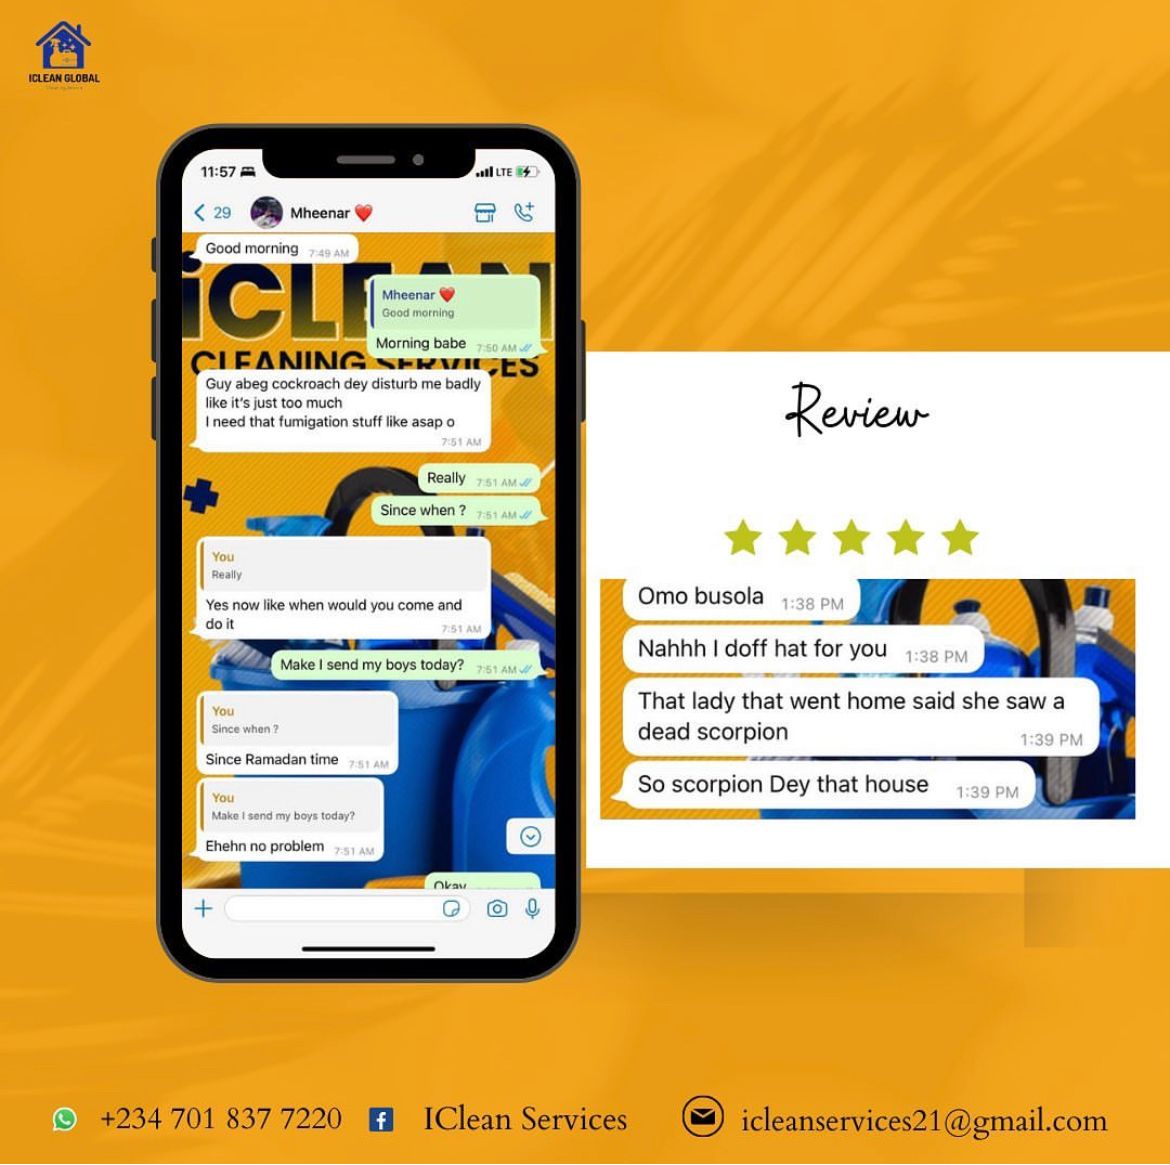 ICLEAN GLOBAL
11:57
LTE
29
Mheenar ❤️
Good morning 7:49 AM
iCLEAN
CLEANING SERVICES
Mheenar ❤️
Good morning
Morning babe 7:50 AM
Guy abeg cockroach dey disturb me badly
like it's just too much
I need that fumigation stuff like asap o
7:51 AM
Really 7:51 AM
Since when ? 7:51 AM
You
Really
Yes now like when would you come and
do it 7:51 AM
Make I send my boys today? 7:51 AM
You
Since when ?
Since Ramadan time 7:51 AM
You
Make I send my boys today?
Ehehn no problem 7:51 AM
Okay
Review
Omo busola 1:38 PM
Nahhh I doff hat for you 1:38 PM
That lady that went home said she saw a
dead scorpion 1:39 PM
So scorpion Dey that house 1:39 PM
+234 701 837 7220 IClean Services icleanservices21@gmail.com